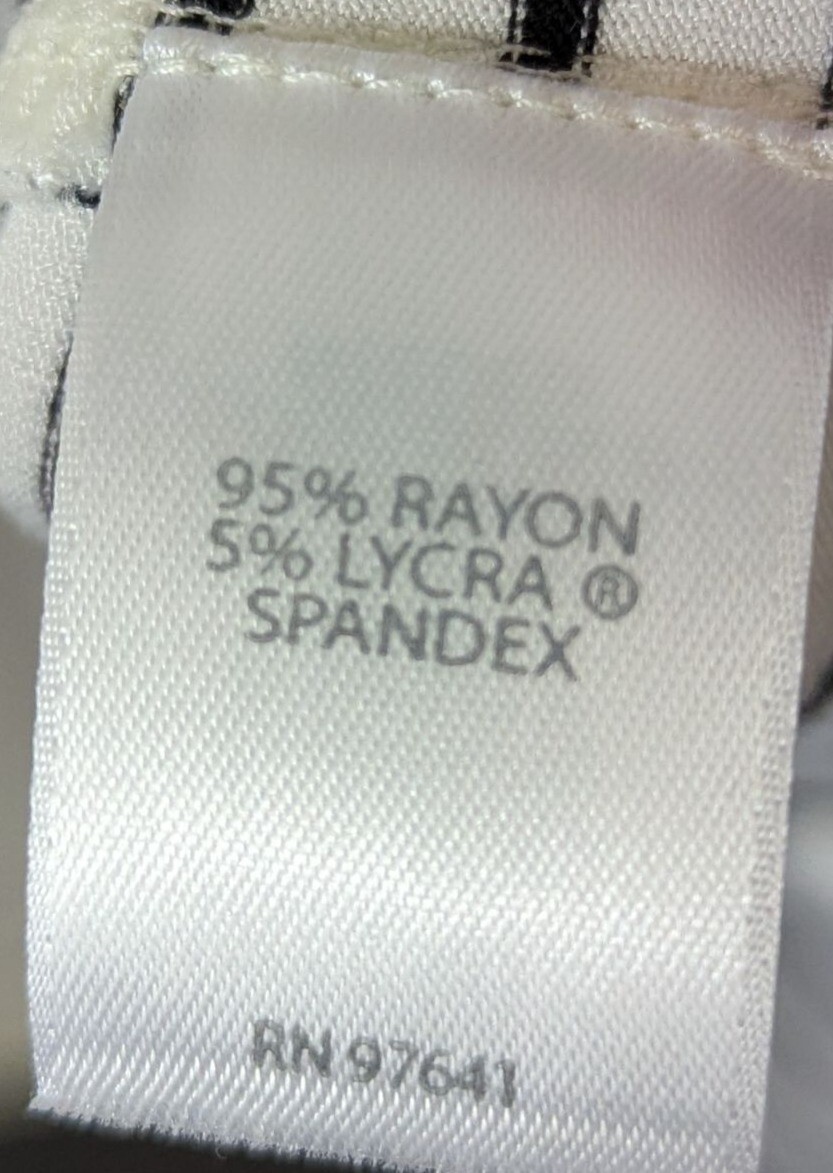 95% RAYON
5% LYCRA ®
SPANDEX
RN 97641